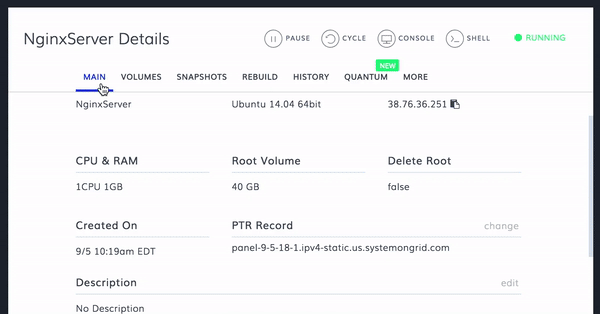 NginxServer Details
PAUSE CYCLE CONSOLE SHELL RUNNING
NEW
MAIN VOLUMES SNAPSHOTS REBUILD HISTORY QUANTUM MORE
NginxServer Ubuntu 14.04 64bit 38.76.36.251
CPU & RAM Root Volume Delete Root
1CPU 1GB 40 GB false
Created On PTR Record change
9/5 10:19am EDT panel-9-5-18-1.ipv4-static.us.systemongrid.com
Description edit
No Description